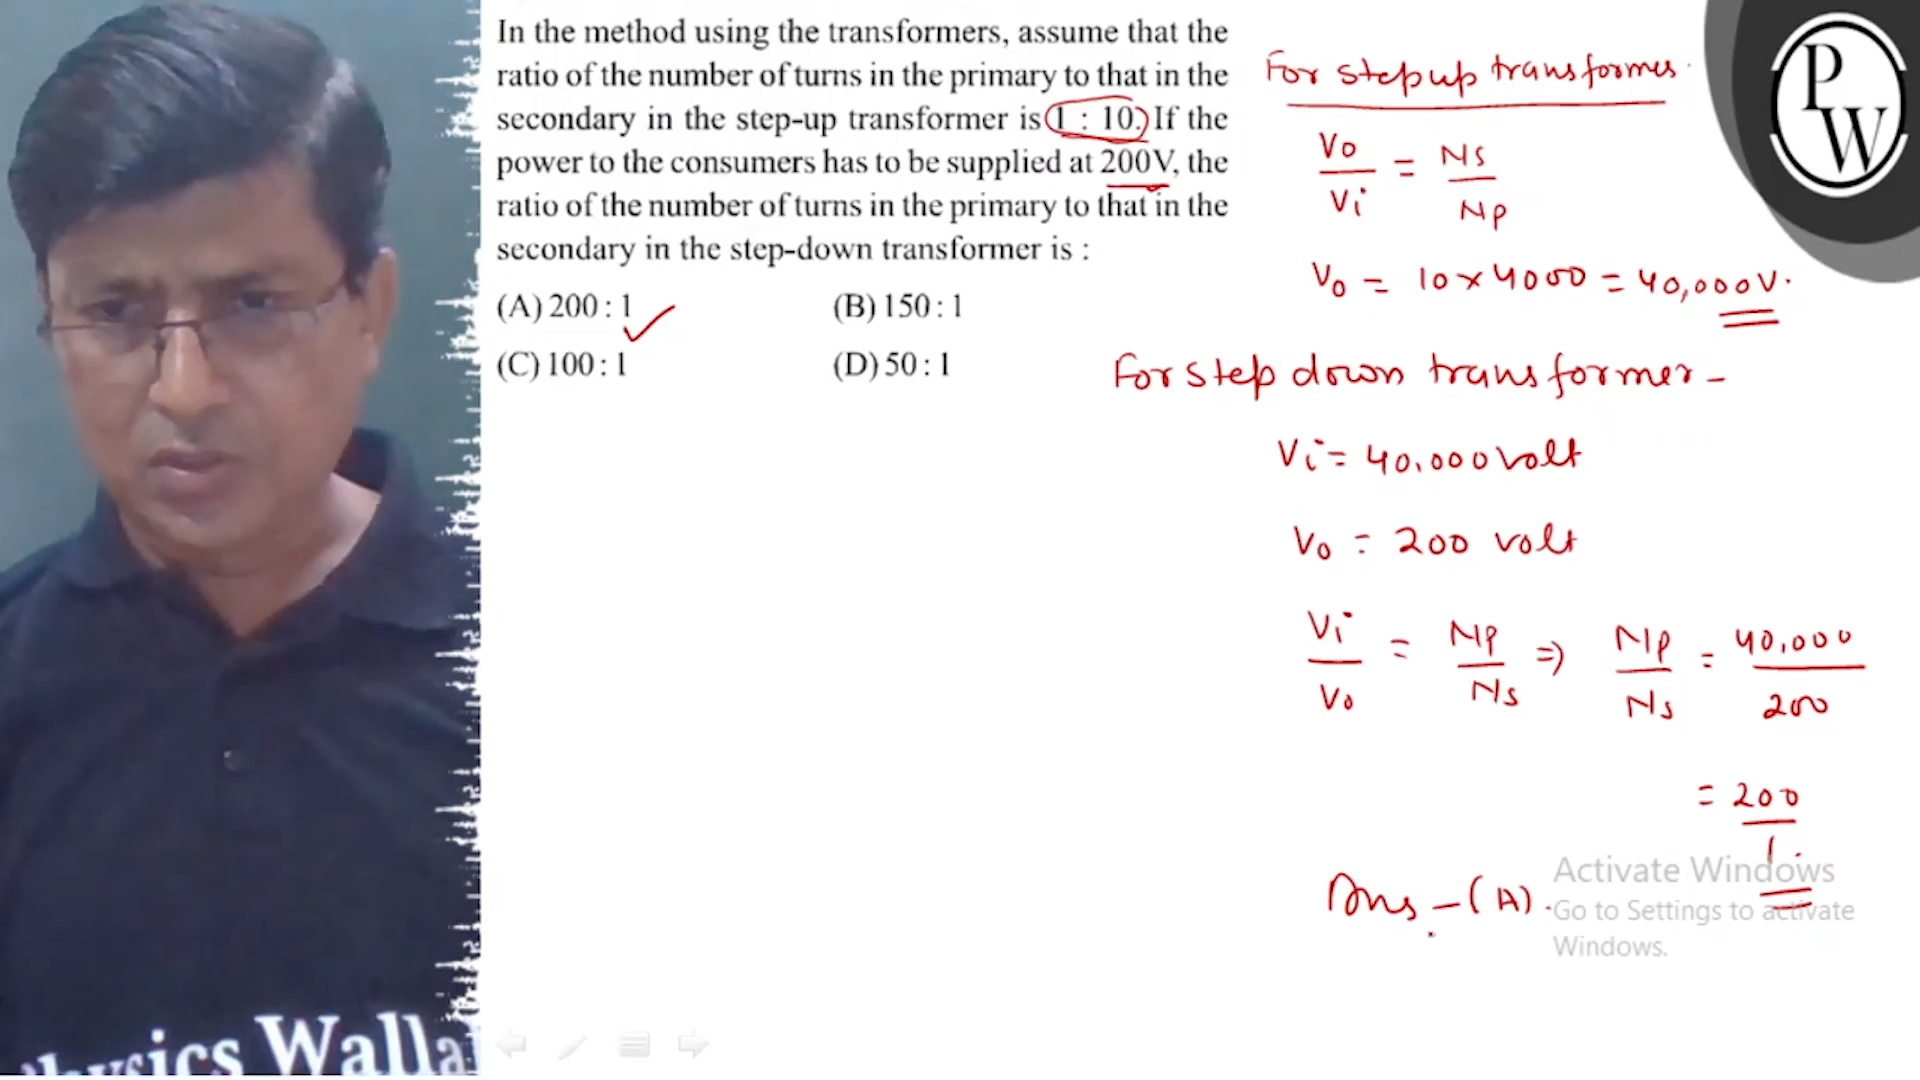 In the method using the transformers, assume that the
ratio of the number of turns in the primary to that in the
secondary in the step-up transformer is 1 : 10. If the
power to the consumers has to be supplied at 200V, the
ratio of the number of turns in the primary to that in the
secondary in the step-down transformer is :
(A) 200 : 1 (B) 150 : 1
(C) 100 : 1 (D) 50 : 1
For step up transformer.
Vo/Vi = Ns/Np
Vo = 10 x 4000 = 40,000V.
For step down transformer -
Vi = 40,000 volt
Vo = 200 volt
Vi/Vo = Np/Ns => Np/Ns = 40,000/200
= 200/1.
Ans - (A).
PW
Activate Windows
Go to Settings to activate
Windows.
hysics Walla